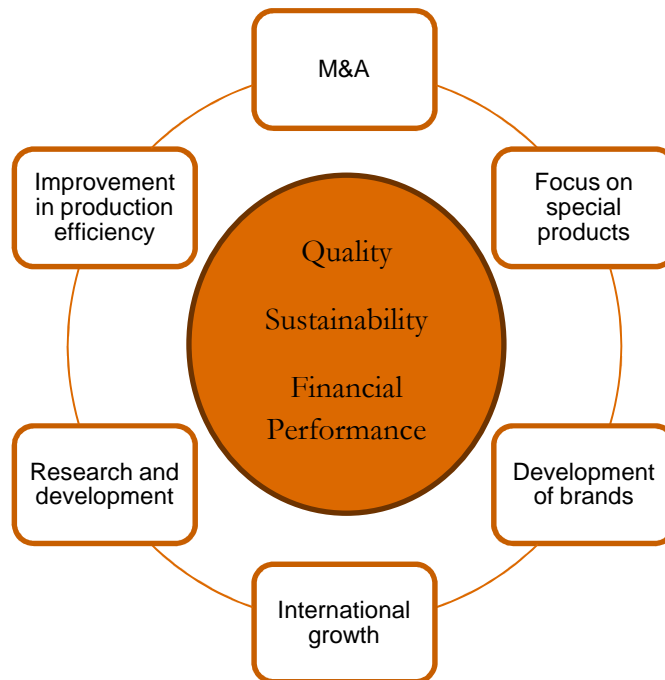 M&A
Improvement
in production
efficiency
Focus on
special
products
Quality
Sustainability
Financial
Performance
Research and
development
Development
of brands
International
growth